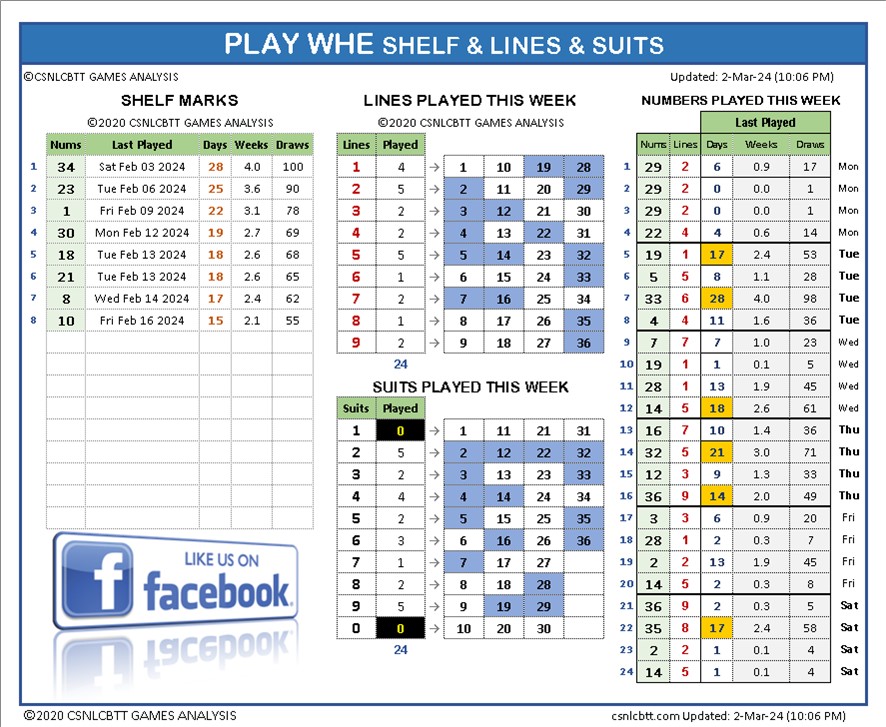 PLAY WHE SHELF & LINES & SUITS
©CSNLCBTT GAMES ANALYSIS
Updated: 2-Mar-24 (10:06 PM)
SHELF MARKS
©2020 CSNLCBTT GAMES ANALYSIS
Nums Last Played Days Weeks Draws
1 34 Sat Feb 03 2024 28 4.0 100
2 23 Tue Feb 06 2024 25 3.6 90
3 1 Fri Feb 09 2024 22 3.1 78
4 30 Mon Feb 12 2024 19 2.7 69
5 18 Tue Feb 13 2024 18 2.6 68
6 21 Tue Feb 13 2024 18 2.6 65
7 8 Wed Feb 14 2024 17 2.4 62
8 10 Fri Feb 16 2024 15 2.1 55
LIKE US ON
f facebook
LINES PLAYED THIS WEEK
©2020 CSNLCBTT GAMES ANALYSIS
Lines Played
1 4 → 1 10 19 28
2 5 → 2 11 20 29
3 2 → 3 12 21 30
4 2 → 4 13 22 31
5 5 → 5 14 23 32
6 1 → 6 15 24 33
7 2 → 7 16 25 34
8 1 → 8 17 26 35
9 2 → 9 18 27 36
24
SUITS PLAYED THIS WEEK
Suits Played
1 0 → 1 11 21 31
2 5 → 2 12 22 32
3 2 → 3 13 23 33
4 4 → 4 14 24 34
5 2 → 5 15 25 35
6 3 → 6 16 26 36
7 1 → 7 17 27
8 2 → 8 18 28
9 5 → 9 19 29
0 0 → 10 20 30
24
NUMBERS PLAYED THIS WEEK
Last Played
Nums Lines Days Weeks Draws
1 29 2 6 0.9 17 Mon
2 29 2 0 0.0 1 Mon
3 29 2 0 0.0 1 Mon
4 22 4 4 0.6 14 Mon
5 19 1 17 2.4 53 Tue
6 5 5 8 1.1 28 Tue
7 33 6 28 4.0 98 Tue
8 4 4 11 1.6 36 Tue
9 7 7 7 1.0 23 Wed
10 19 1 1 0.1 5 Wed
11 28 1 13 1.9 45 Wed
12 14 5 18 2.6 61 Wed
13 16 7 10 1.4 36 Thu
14 32 5 21 3.0 71 Thu
15 12 3 9 1.3 33 Thu
16 36 9 14 2.0 49 Thu
17 3 3 6 0.9 20 Fri
18 28 1 2 0.3 7 Fri
19 2 2 13 1.9 45 Fri
20 14 5 2 0.3 8 Fri
21 36 9 2 0.3 5 Sat
22 35 8 17 2.4 58 Sat
23 2 2 1 0.1 4 Sat
24 14 5 1 0.1 4 Sat
©2020 CSNLCBTT GAMES ANALYSIS
csnlcbtt.com Updated: 2-Mar-24 (10:06 PM)